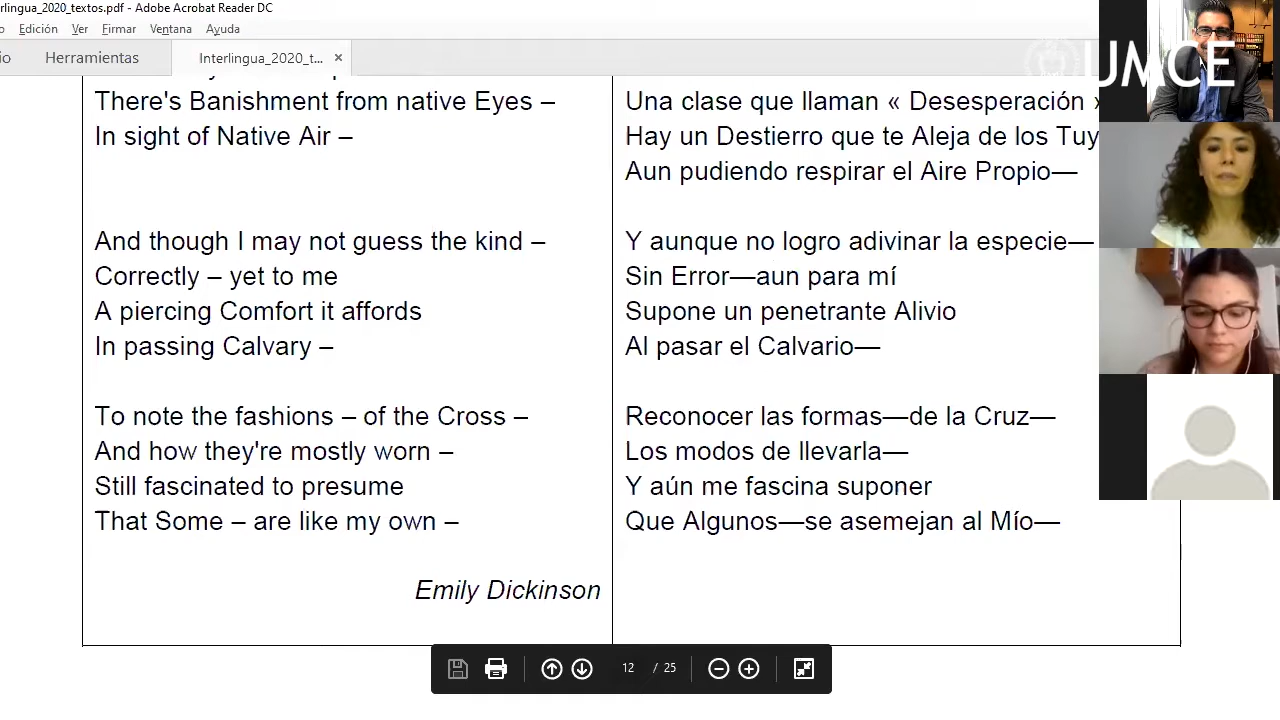 rlingua_2020_textos.pdf - Adobe Acrobat Reader DC
o Edición Ver Firmar Ventana Ayuda
io Herramientas Interlingua_2020_t... ×
UMCE
There's Banishment from native Eyes –
In sight of Native Air –
And though I may not guess the kind –
Correctly – yet to me
A piercing Comfort it affords
In passing Calvary –
To note the fashions – of the Cross –
And how they're mostly worn –
Still fascinated to presume
That Some – are like my own –
Emily Dickinson
Una clase que llaman « Desesperación »
Hay un Destierro que te Aleja de los Tuy
Aun pudiendo respirar el Aire Propio—
Y aunque no logro adivinar la especie—
Sin Error—aun para mí
Supone un penetrante Alivio
Al pasar el Calvario—
Reconocer las formas—de la Cruz—
Los modos de llevarla—
Y aún me fascina suponer
Que Algunos—se asemejan al Mío—
12 / 25